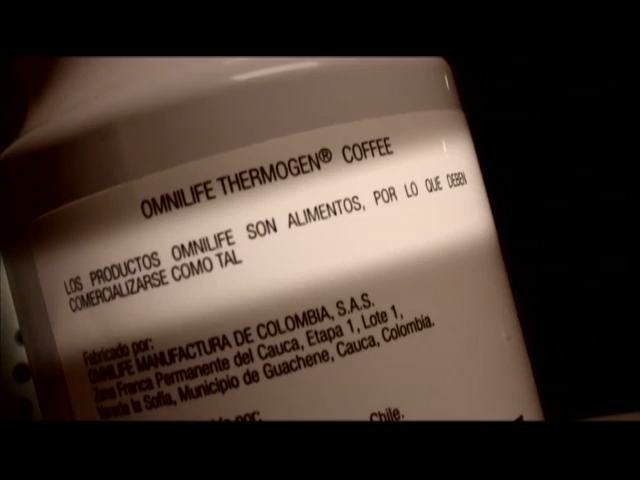 OMNILIFE THERMOGEN® COFFEE
LOS PRODUCTOS OMNILIFE SON ALIMENTOS, POR LO QUE DEBEN
COMERCIALIZARSE COMO TAL
Fabricado por:
OMNILIFE MANUFACTURA DE COLOMBIA, S.A.S.
Zona Franca Permanente del Cauca, Etapa 1, Lote 1,
Vereda la Sofía, Municipio de Guachene, Cauca, Colombia.
por: Chile.